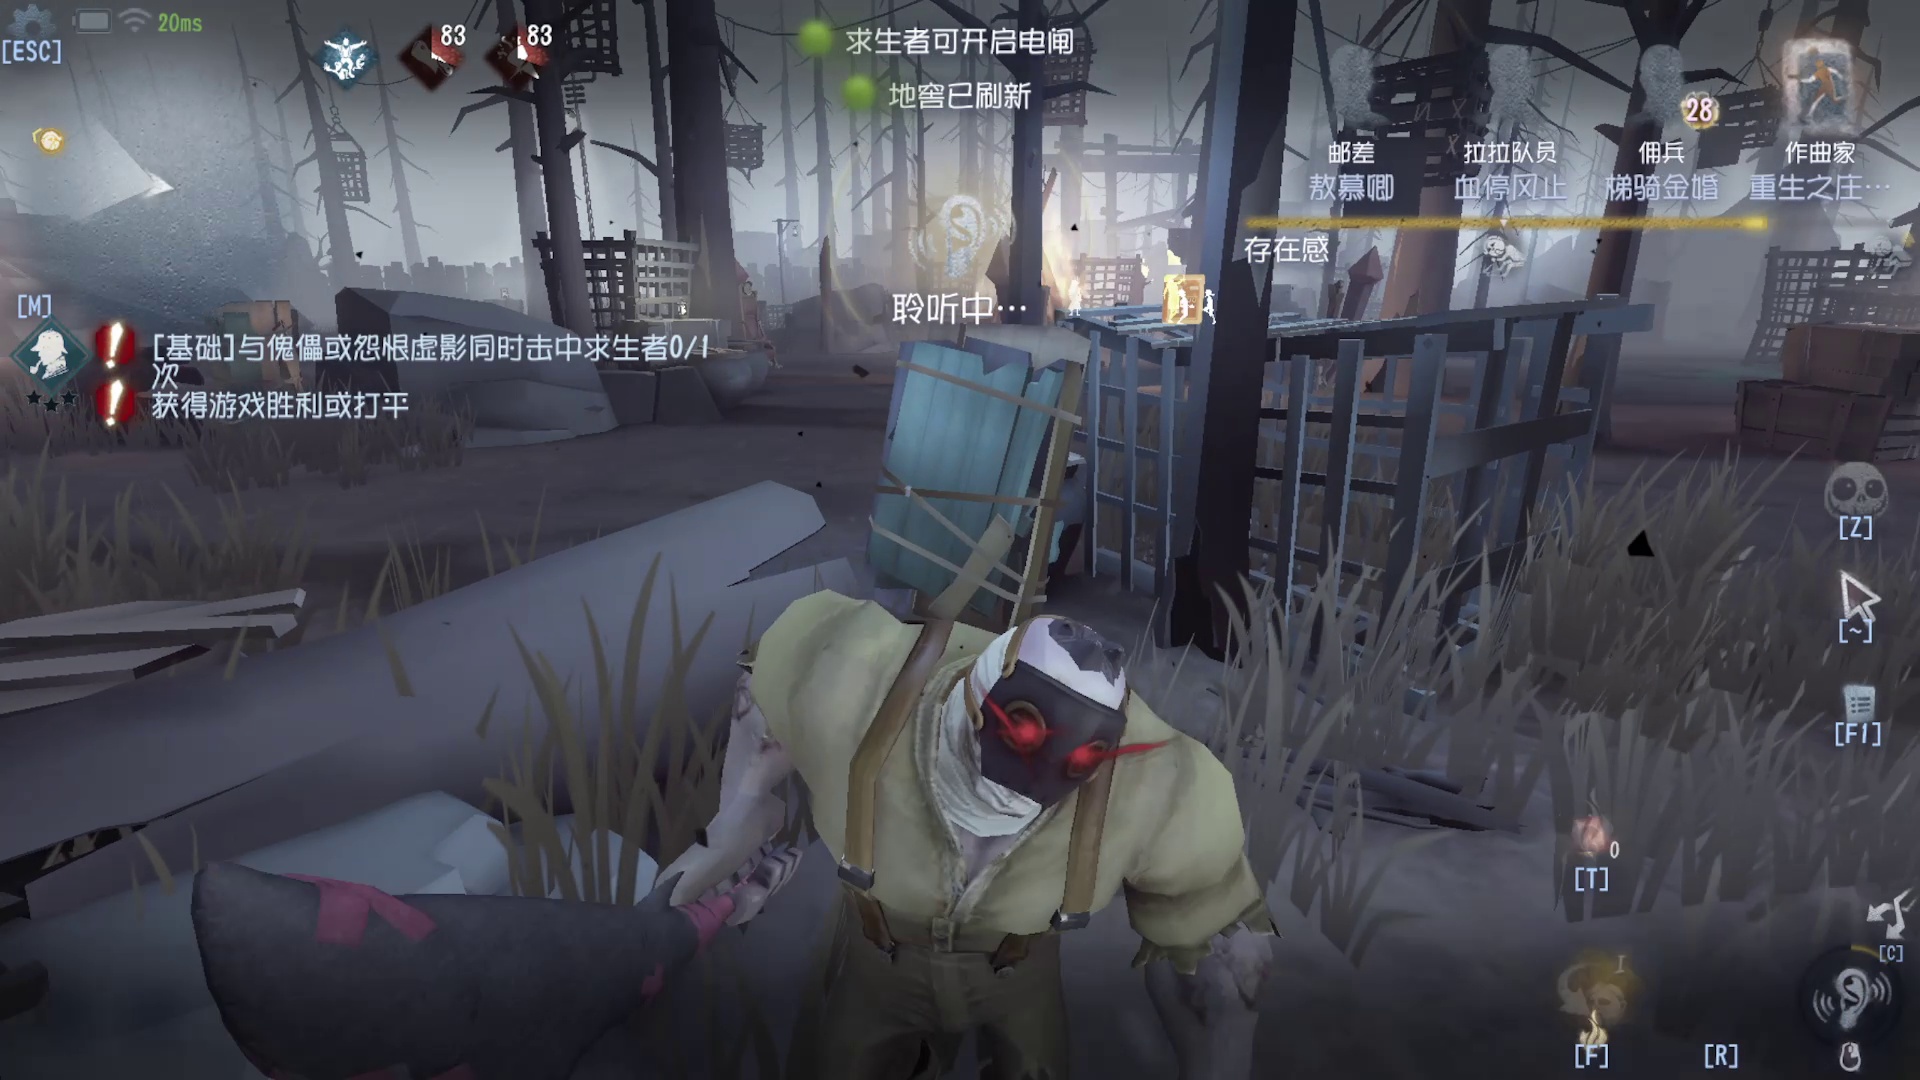 20ms
[ESC]
83
83
求生者可开启电闸
地窖已刷新
28
邮差
拉拉队员
佣兵
作曲家
敖慕卿
血停风止
梯骑金婚
重生之庄…
存在感
聆听中…
[M]
[基础]与傀儡或怨恨虚影同时击中求生者0/1
次
获得游戏胜利或打平
[Z]
[~]
[F1]
0
[T]
[C]
I
[F]
[R]